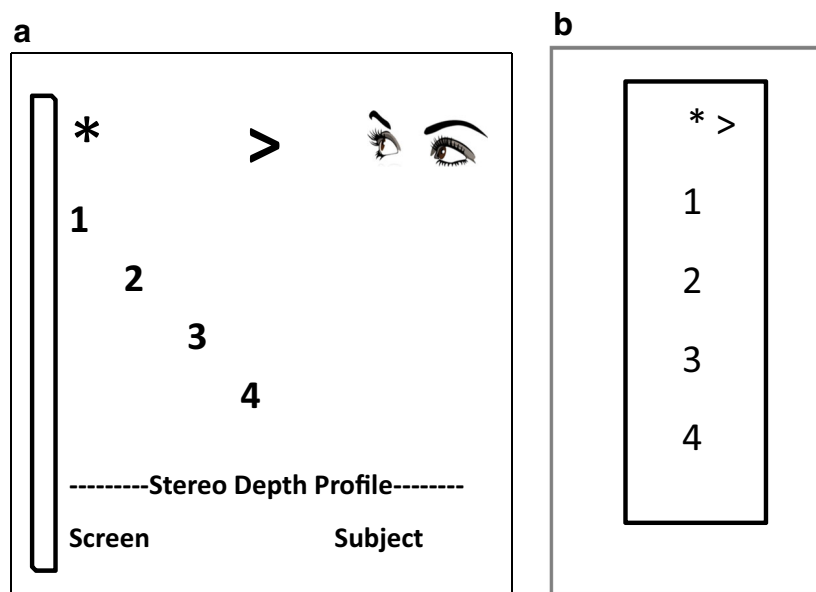 a
* >
1
2
3
4
---------Stereo Depth Profile--------
Screen Subject
b
* >
1
2
3
4